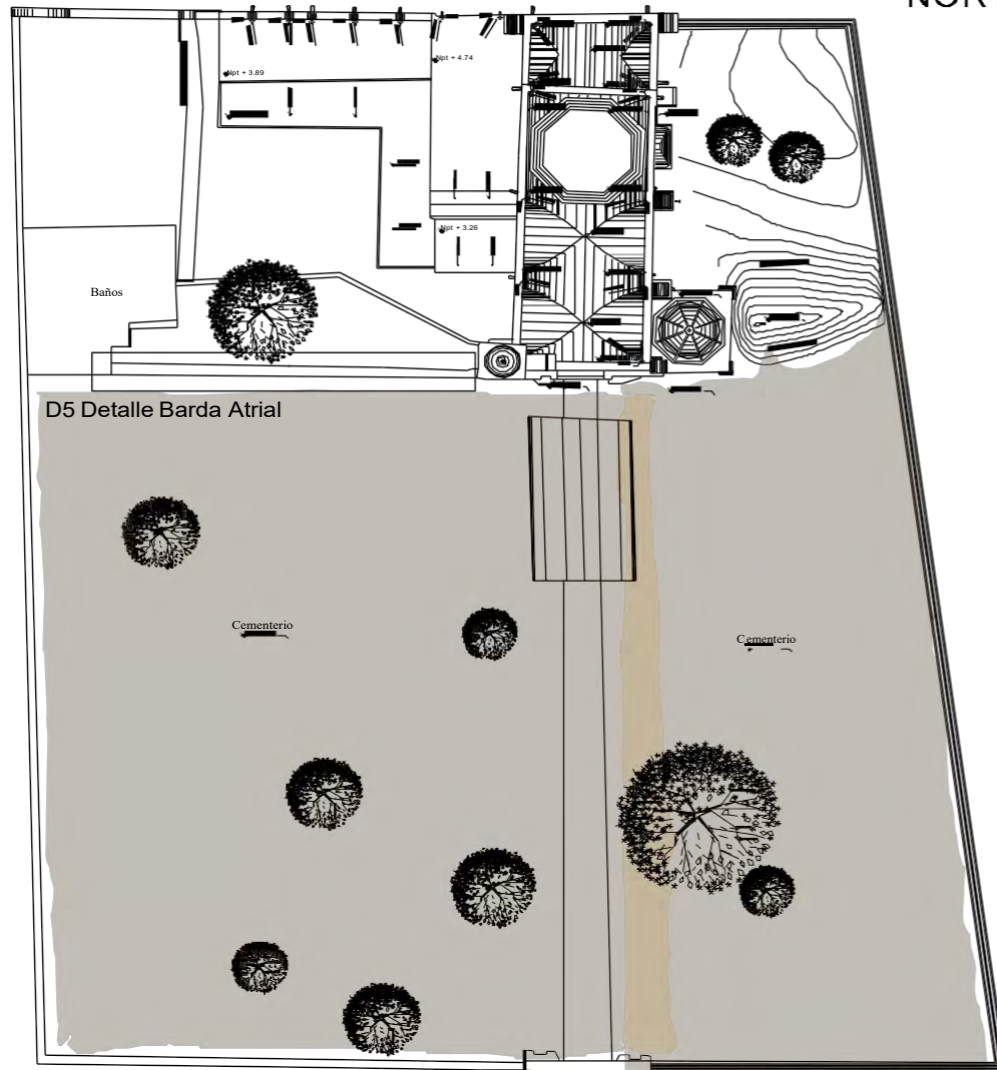 NOR
Npt + 4.74
Npt + 3.89
Npt + 3.26
Baños
D5 Detalle Barda Atrial
Cementerio
Cementerio